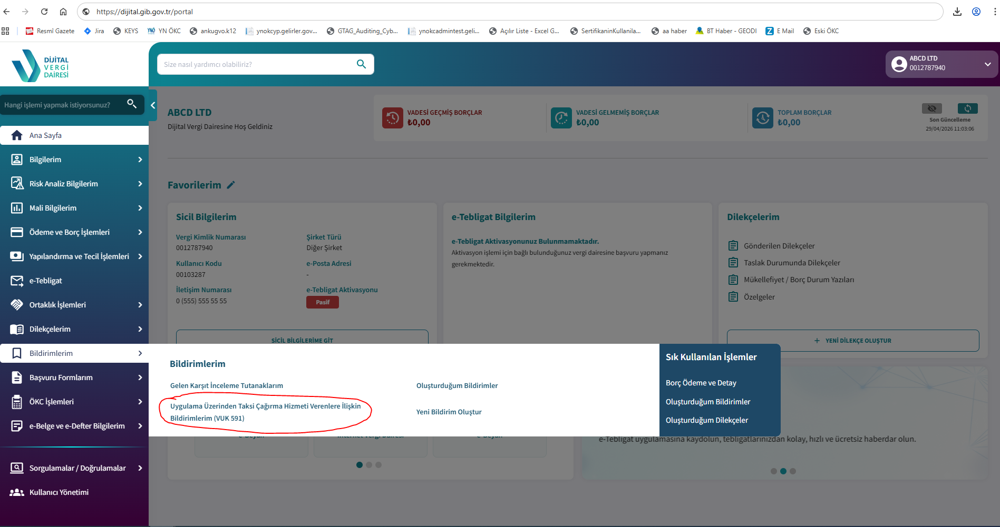 https://dijital.gib.gov.tr/portal
Resmî Gazete
Jira
KEYS
YNÖ YN ÖKC
ankugvo.k12
ynokcyp.gelirler.gov...
GTAG_Auditing_Cyb...
ynokcadmintest.geli...
Açılır Liste - Excel G...
SertifikaninKullanila...
aa haber
BT Haber - GEODI
Z E Mail
Eski ÖKC
DİJİTAL
VERGİ
DAİRESİ
Size nasıl yardımcı olabiliriz?
ABCD LTD
0012787940
Hangi işlemi yapmak istiyorsunuz?
Ana Sayfa
Bilgilerim
Risk Analiz Bilgilerim
Mali Bilgilerim
Ödeme ve Borç İşlemleri
Yapılandırma ve Tecil İşlemleri
e-Tebligat
Ortaklık İşlemleri
Dilekçelerim
Bildirimlerim
Başvuru Formlarım
ÖKC İşlemleri
e-Belge ve e-Defter Bilgilerim
Sorgulamalar / Doğrulamalar
Kullanıcı Yönetimi
ABCD LTD
Dijital Vergi Dairesine Hoş Geldiniz
VADESİ GEÇMİŞ BORÇLAR
₺0,00
VADESİ GELMEMİŞ BORÇLAR
₺0,00
TOPLAM BORÇLAR
₺0,00
Son Güncelleme
29/04/2026 11:03:06
Favorilerim
Sicil Bilgilerim
Vergi Kimlik Numarası
0012787940
Şirket Türü
Diğer Şirket
Kullanıcı Kodu
00103287
e-Posta Adresi
-
İletişim Numarası
0 (555) 555 55 55
e-Tebligat Aktivasyonu
Pasif
SİCİL BİLGİLERİME GİT
e-Tebligat Bilgilerim
e-Tebligat Aktivasyonunuz Bulunmamaktadır.
Aktivasyon işlemi için bağlı bulunduğunuz vergi dairesine başvuru yapmanız
gerekmektedir.
Dilekçelerim
Gönderilen Dilekçeler
Taslak Durumunda Dilekçeler
Mükellefiyet / Borç Durum Yazıları
Özelgeler
+ YENİ DİLEKÇE OLUŞTUR
Bildirimlerim
Gelen Karşıt İnceleme Tutanaklarım
Oluşturduğum Bildirimler
Uygulama Üzerinden Taksi Çağırma Hizmeti Verenlere İlişkin
Bildirimlerim (VUK 591)
Yeni Bildirim Oluştur
Sık Kullanılan İşlemler
Borç Ödeme ve Detay
Oluşturduğum Bildirimler
Oluşturduğum Dilekçeler
e-Beyan
İnternet Vergi Dairesi
e-Beyan
e-Tebligat uygulamasına kaydolun, tebligatlarınızdan kolay, hızlı ve ücretsiz haberdar olun.